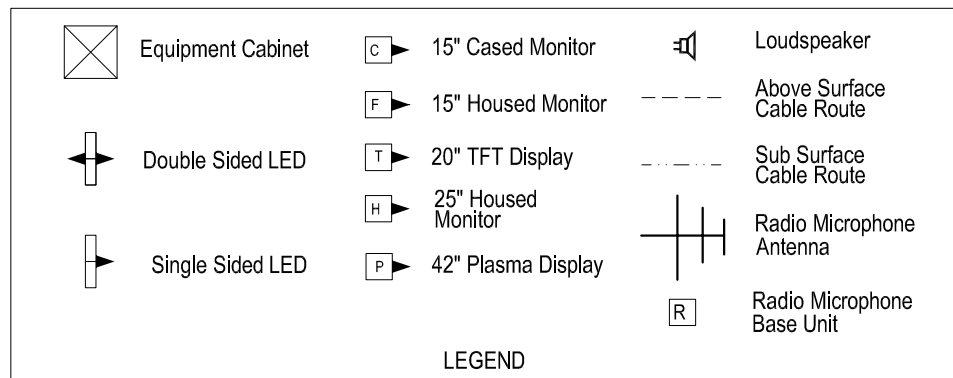 Equipment Cabinet
Double Sided LED
Single Sided LED
C 15" Cased Monitor
F 15" Housed Monitor
T 20" TFT Display
H 25" Housed
Monitor
P 42" Plasma Display
Loudspeaker
Above Surface
Cable Route
Sub Surface
Cable Route
Radio Microphone
Antenna
R Radio Microphone
Base Unit
LEGEND